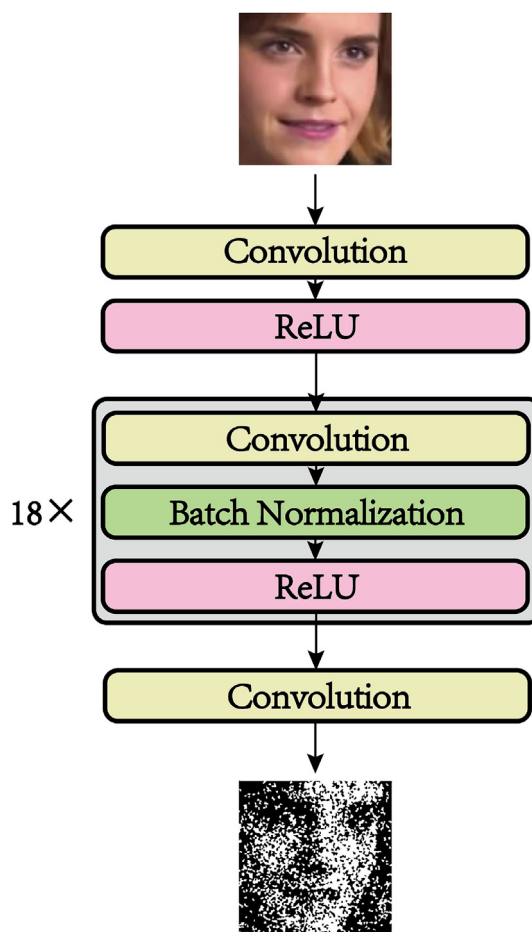 Convolution
ReLU
Convolution
18×
Batch Normalization
ReLU
Convolution